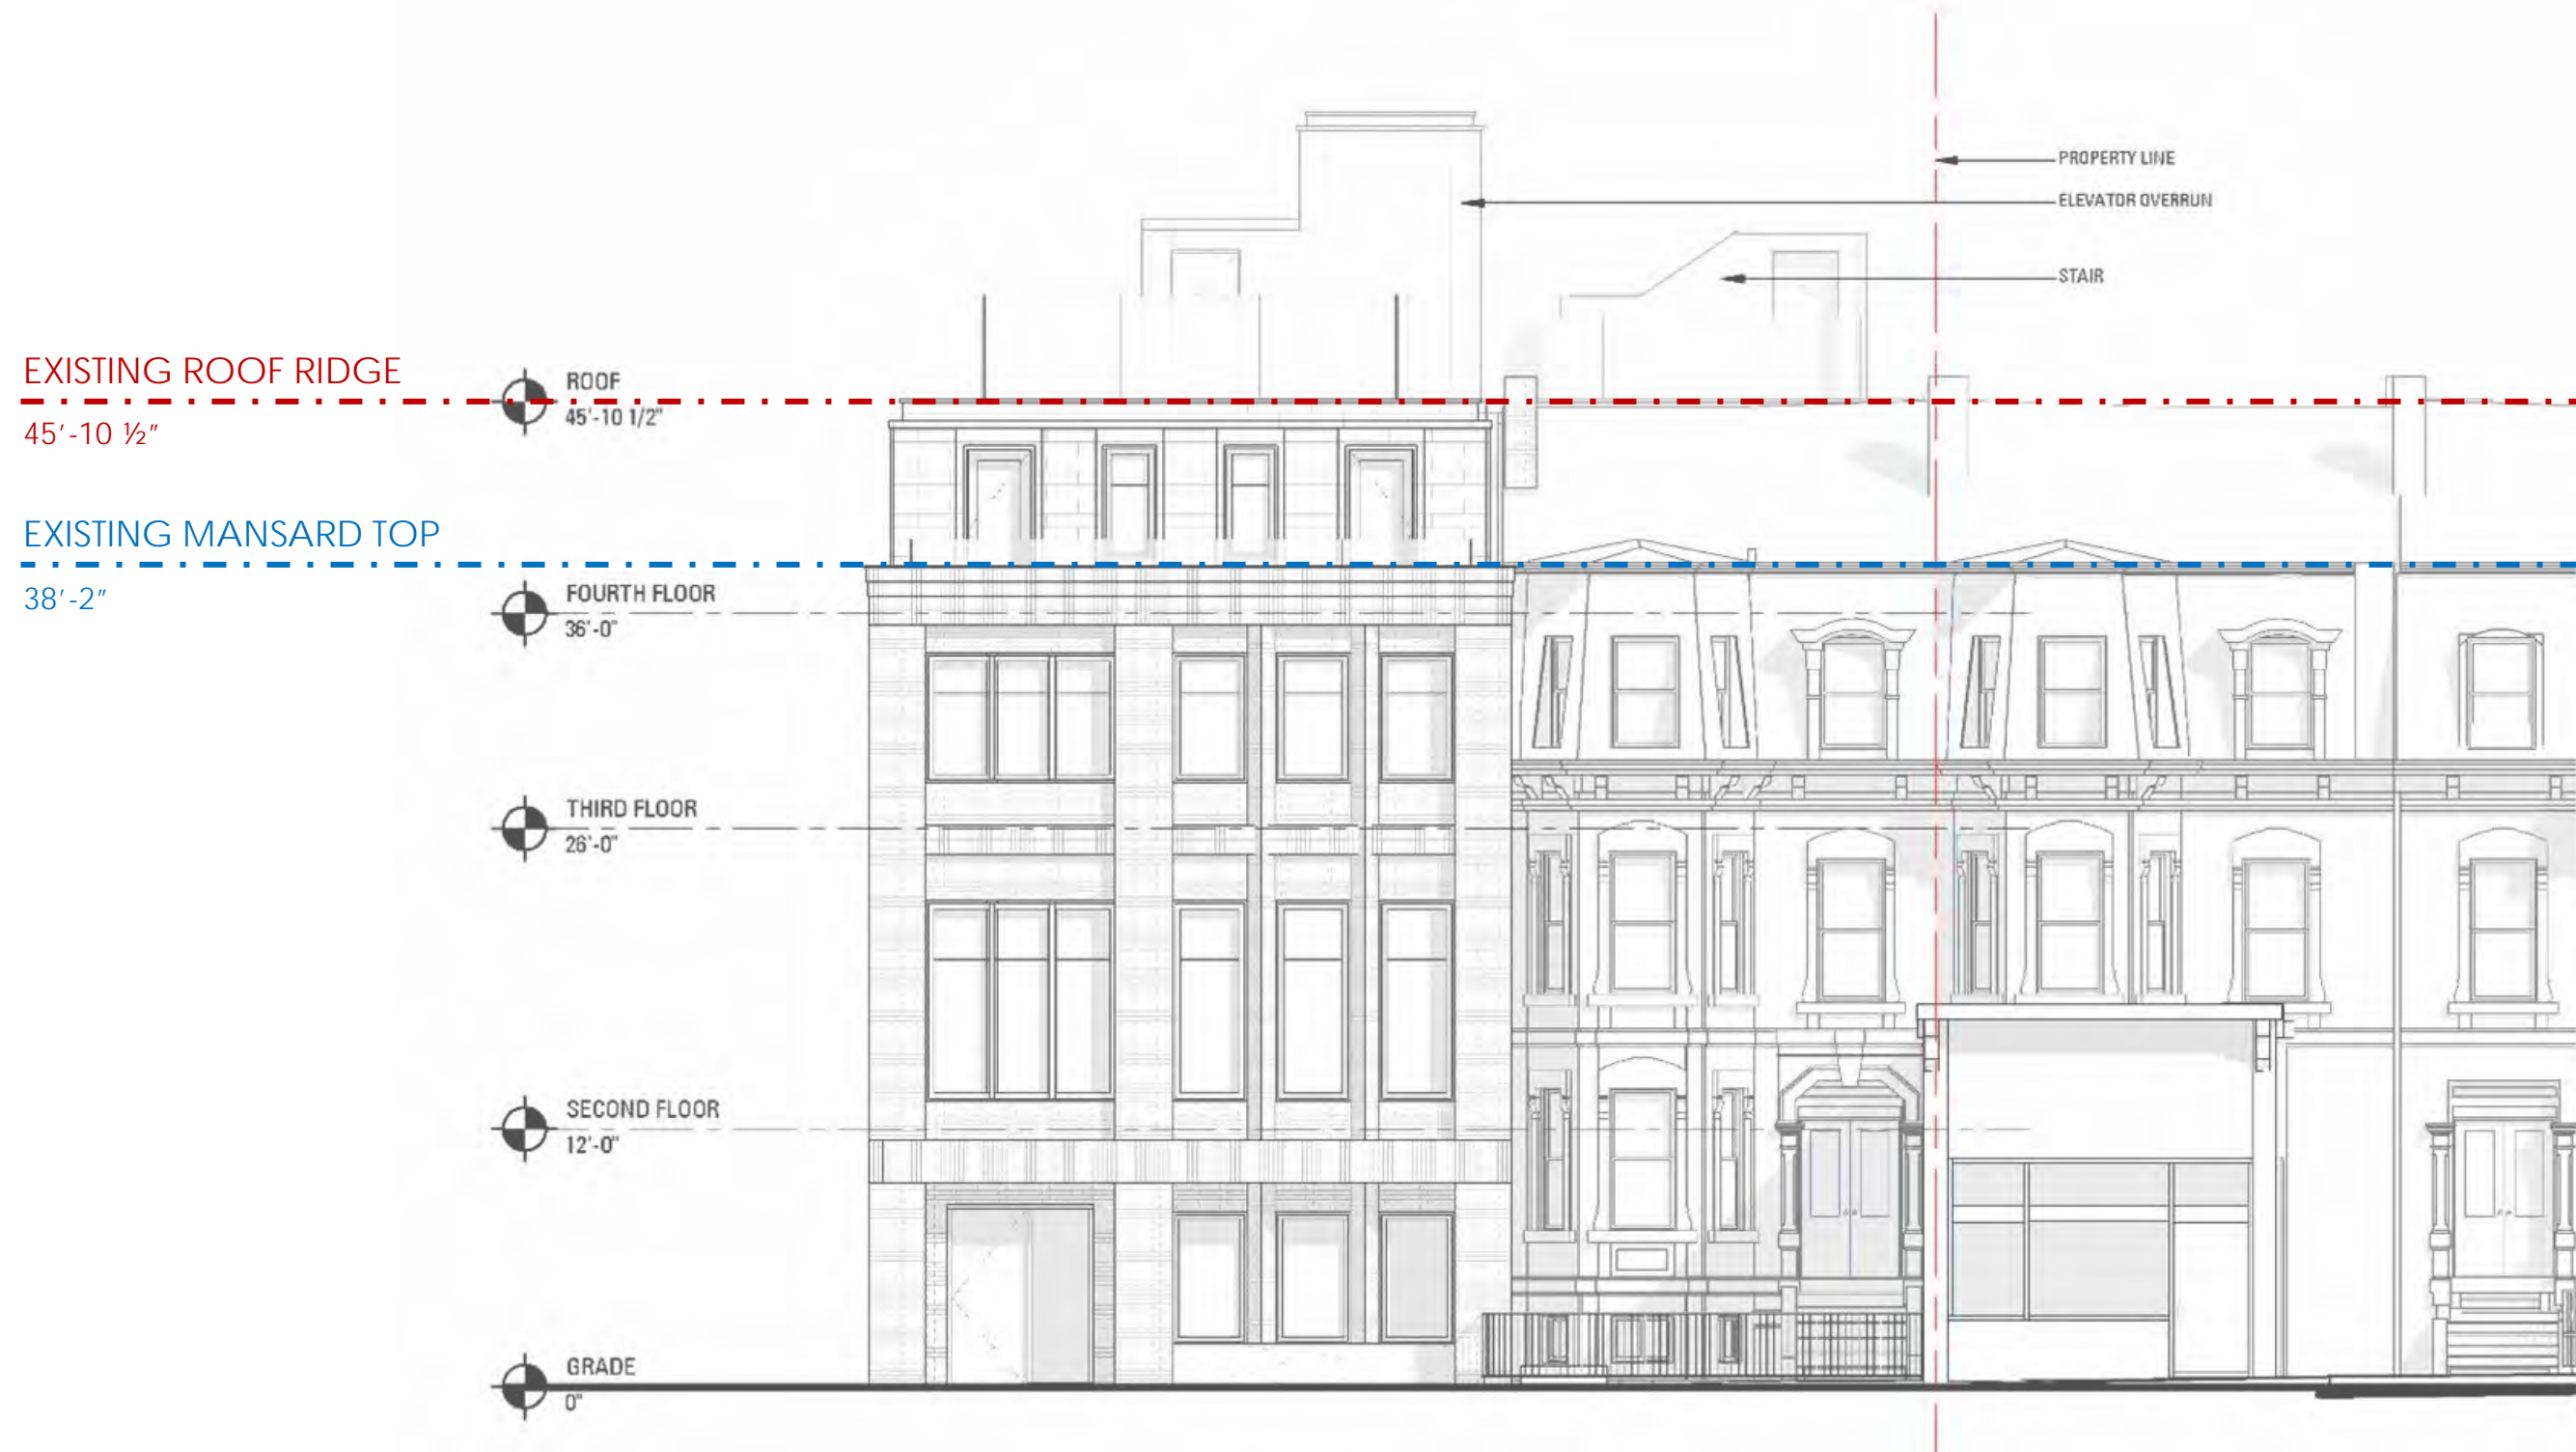 PROPERTY LINE
ELEVATOR OVERRUN
STAIR
EXISTING ROOF RIDGE
45'-10 ½"
ROOF
45'-10 1/2"
EXISTING MANSARD TOP
38'-2"
FOURTH FLOOR
36'-0"
THIRD FLOOR
26'-0"
SECOND FLOOR
12'-0"
GRADE
0"